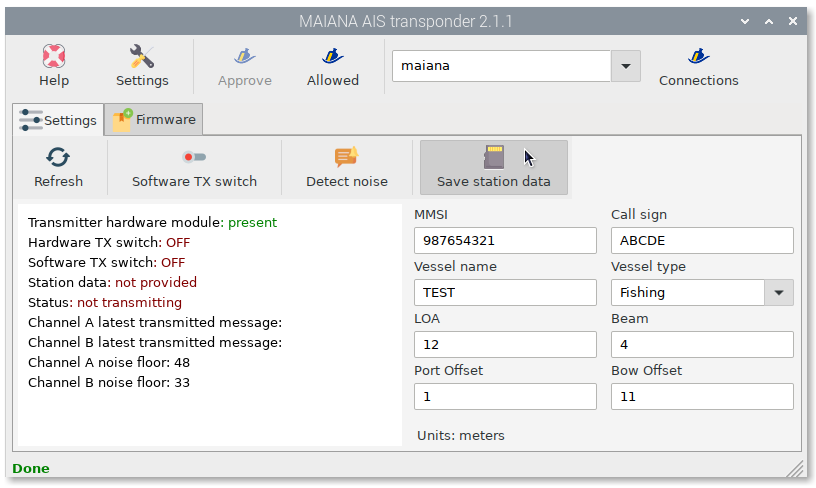 MAIANA AIS transponder 2.1.1
Help
Settings
Approve
Allowed
maiana
Connections
Settings
Firmware
Refresh
Software TX switch
Detect noise
Save station data
Transmitter hardware module: present
Hardware TX switch: OFF
Software TX switch: OFF
Station data: not provided
Status: not transmitting
Channel A latest transmitted message:
Channel B latest transmitted message:
Channel A noise floor: 48
Channel B noise floor: 33
MMSI
Call sign
987654321
ABCDE
Vessel name
Vessel type
TEST
Fishing
LOA
Beam
12
4
Port Offset
Bow Offset
1
11
Units: meters
Done